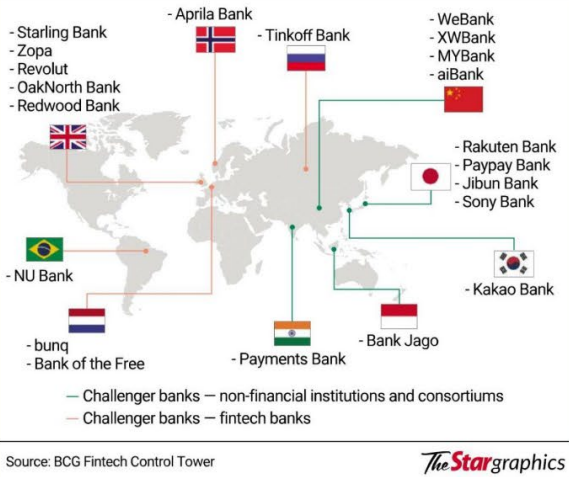 - Starling Bank
- Zopa
- Revolut
- OakNorth Bank
- Redwood Bank
- Aprila Bank
- Tinkoff Bank
- WeBank
- XWBank
- MYBank
- aiBank
- Rakuten Bank
- Paypay Bank
- Jibun Bank
- Sony Bank
- NU Bank
- Kakao Bank
- bunq
- Bank of the Free
- Payments Bank
- Bank Jago
Challenger banks — non-financial institutions and consortiums
Challenger banks — fintech banks
Source: BCG Fintech Control Tower
TheStargraphics